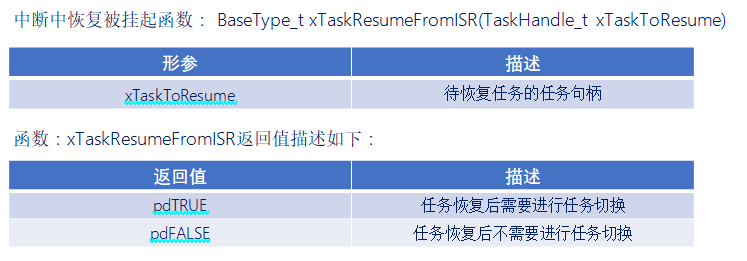 中断中恢复被挂起函数： BaseType_t xTaskResumeFromISR(TaskHandle_t xTaskToResume)
形参 描述
xTaskToResume 待恢复任务的任务句柄
函数：xTaskResumeFromISR返回值描述如下：
返回值 描述
pdTRUE 任务恢复后需要进行任务切换
pdFALSE 任务恢复后不需要进行任务切换